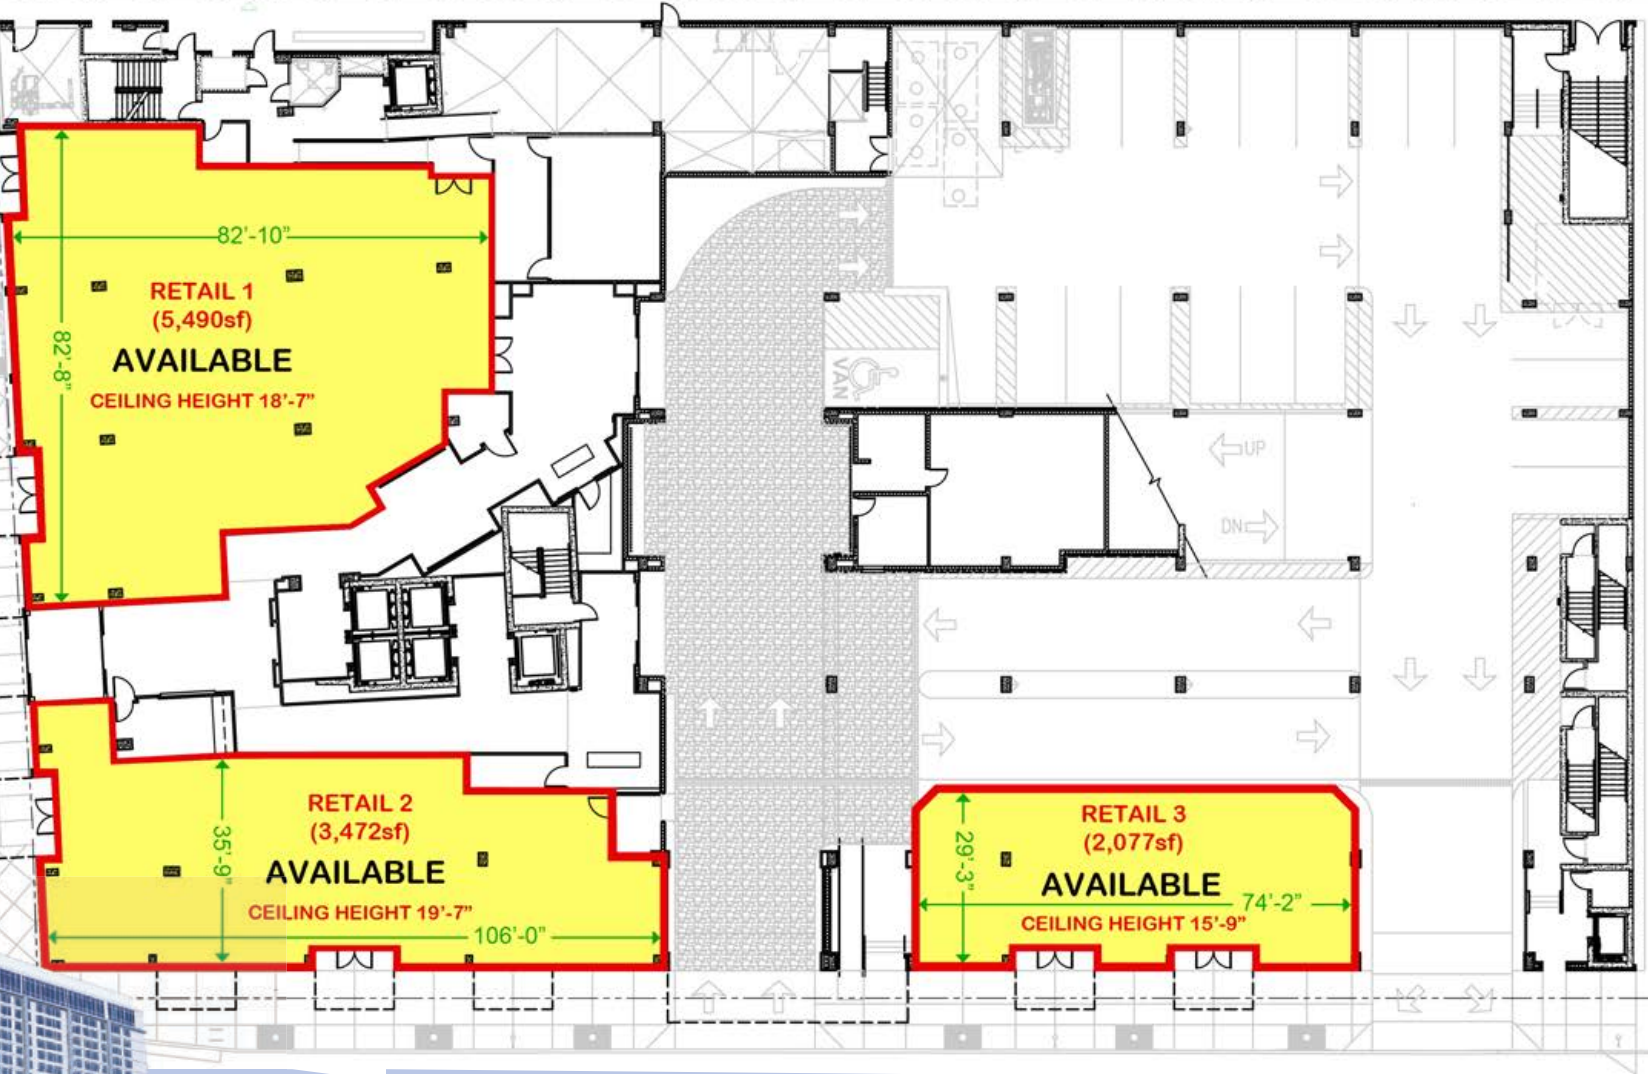 82'-10"
RETAIL 1
(5,490sf)
AVAILABLE
82'-8"
CEILING HEIGHT 18'-7"
VAN
UP
DN
RETAIL 2
(3,472sf)
35'-9"
AVAILABLE
CEILING HEIGHT 19'-7"
106'-0"
RETAIL 3
(2,077sf)
29'-3"
AVAILABLE
74'-2"
CEILING HEIGHT 15'-9"